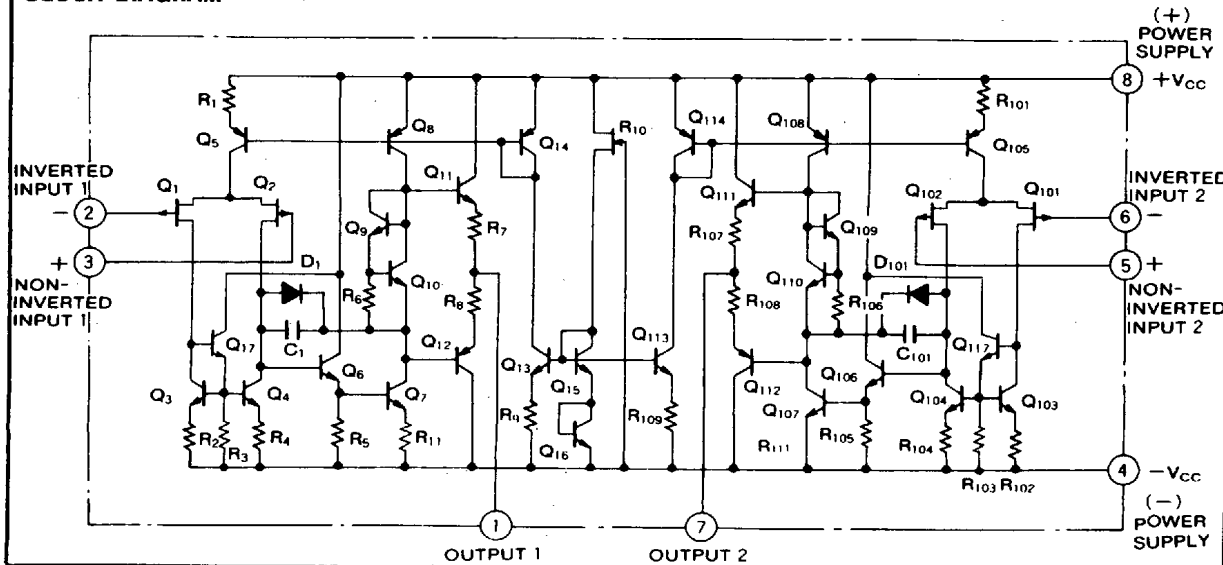 (+)
POWER
SUPPLY
8 +VCC
R1
Q5
Q8
Q14
R10
Q114
Q108
R101
Q105
INVERTED
INPUT 1
- 2
Q1
Q2
Q11
Q9
R7
Q111
R107
Q109
Q102
Q101
INVERTED
INPUT 2
6 -
+ 3
NON-
INVERTED
INPUT 1
D1
R6
Q10
R8
Q110
R108
R106
D101
5 +
NON-
INVERTED
INPUT 2
C1
Q17
Q6
Q12
Q13
Q15
Q113
Q112
C101
Q117
Q106
Q3
Q4
Q7
Q107
Q104
Q103
R2
R3
R4
R5
R11
R9
Q16
R109
R111
R105
R104
R103
R102
4 -VCC
(-)
POWER
SUPPLY
1
OUTPUT 1
7
OUTPUT 2